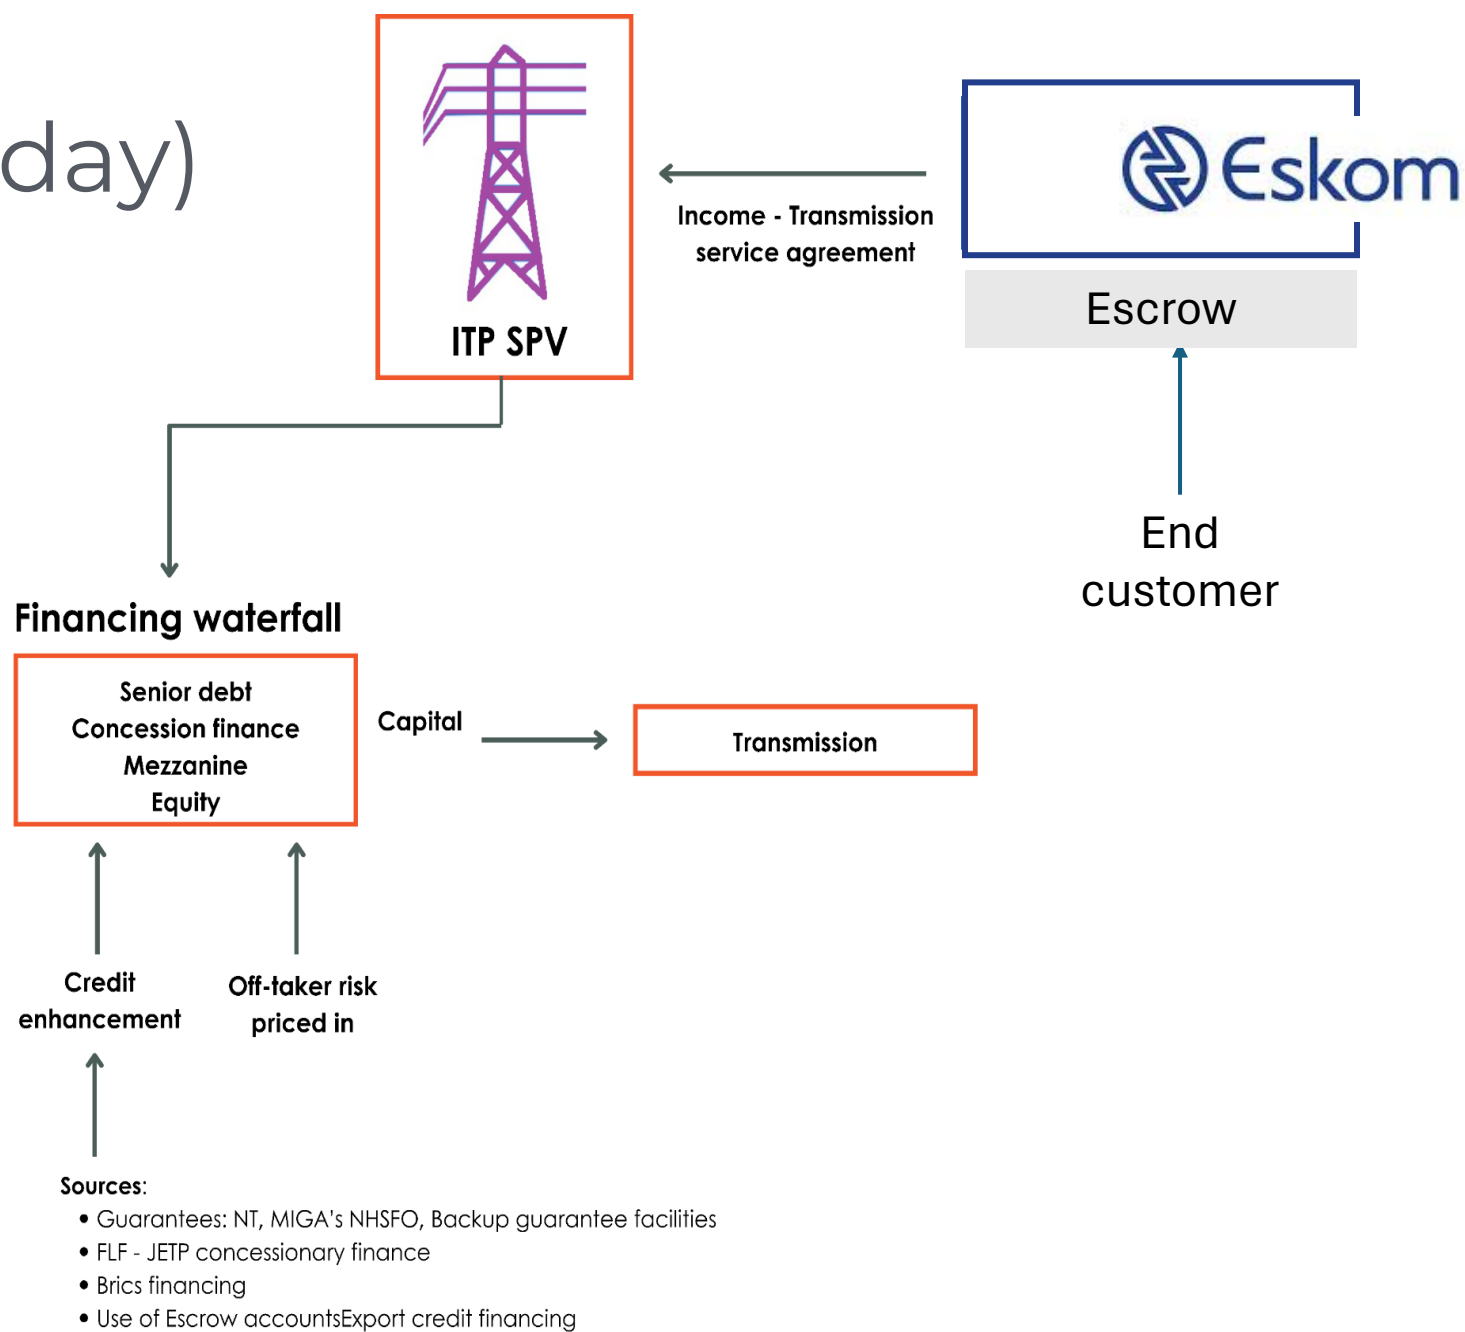 day)
Eskom
Income - Transmission
service agreement
Escrow
ITP SPV
End
customer
Financing waterfall
Senior debt
Concession finance
Mezzanine
Equity
Capital
Transmission
Credit
enhancement
Off-taker risk
priced in
Sources:
• Guarantees: NT, MIGA's NHSFO, Backup guarantee facilities
• FLF - JETP concessionary finance
• Brics financing
• Use of Escrow accountsExport credit financing